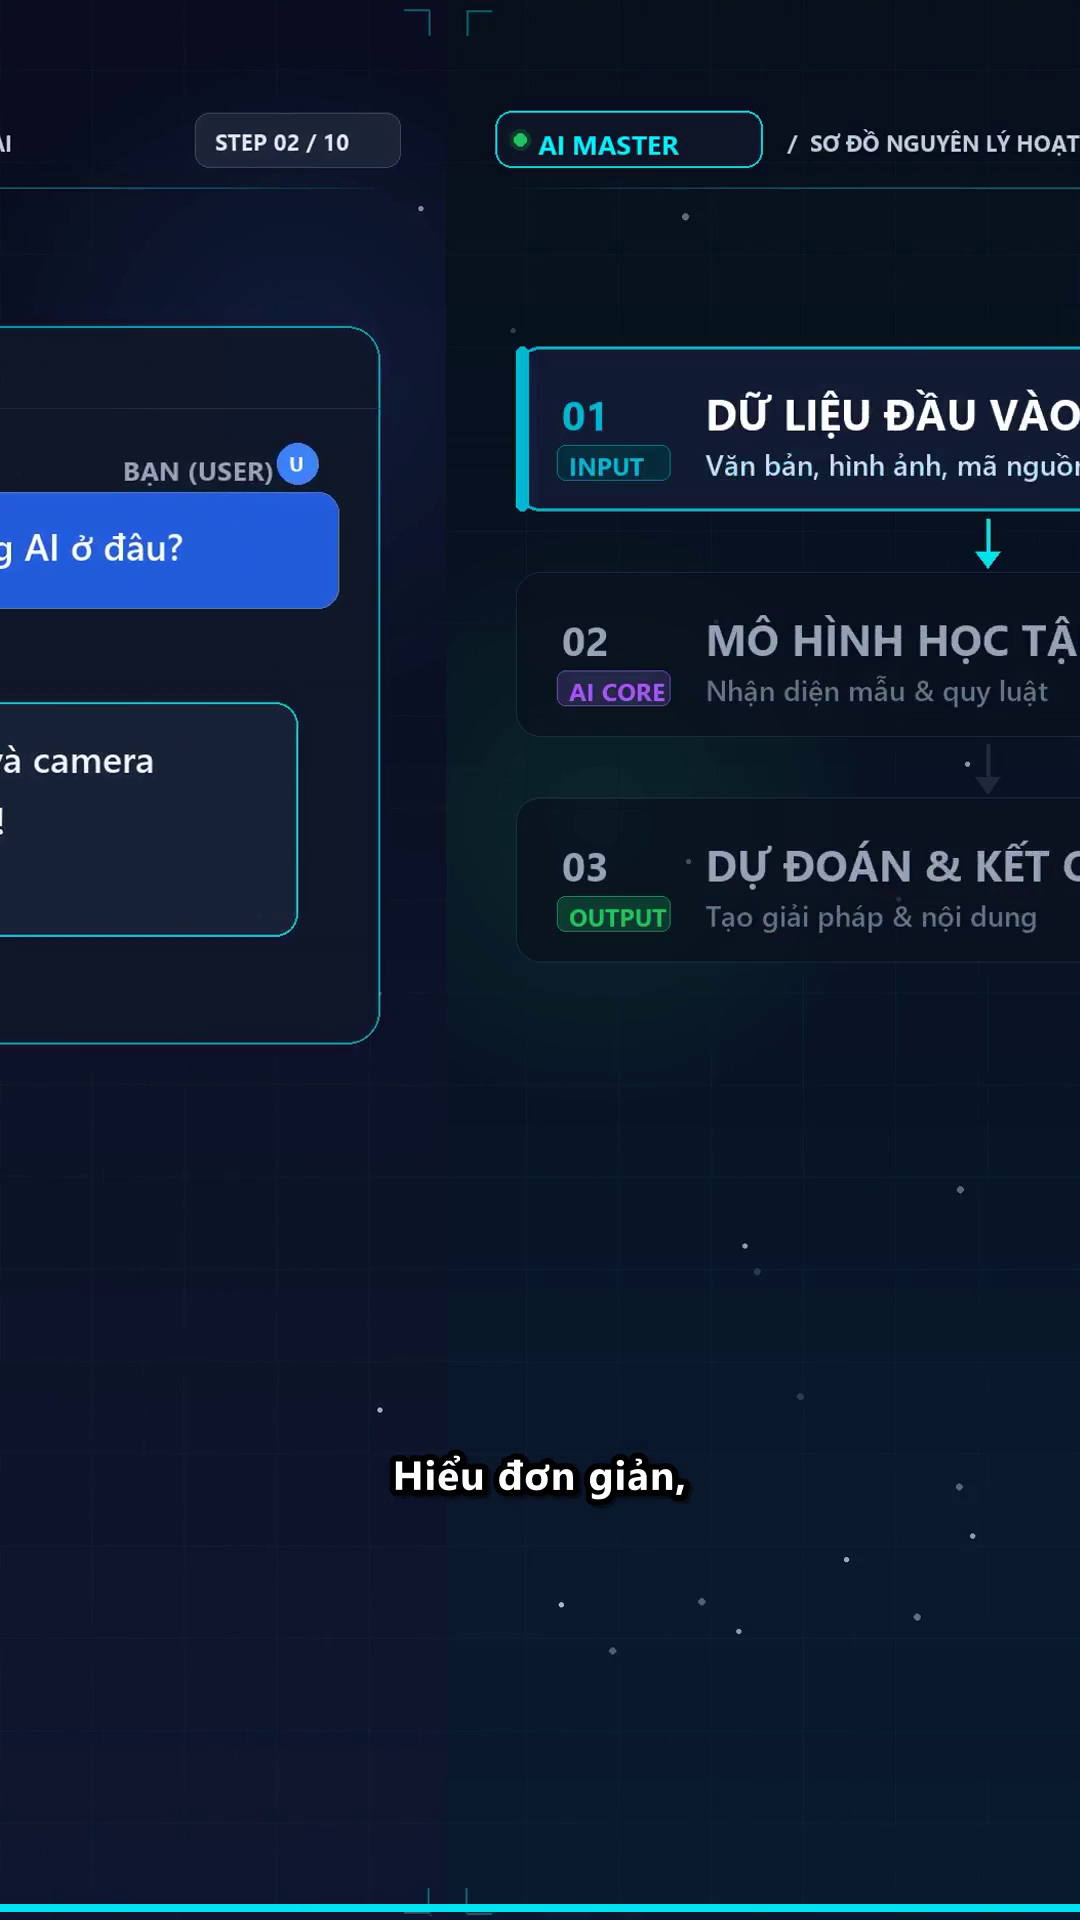 AI
STEP 02 / 10
BẠN (USER)
U
g AI ở đâu?
và camera
!
AI MASTER
/ SƠ ĐỒ NGUYÊN LÝ HOẠT
01
INPUT
DỮ LIỆU ĐẦU VÀO
Văn bản, hình ảnh, mã nguồn
02
AI CORE
MÔ HÌNH HỌC TẬ
Nhận diện mẫu & quy luật
03
OUTPUT
DỰ ĐOÁN & KẾT
Tạo giải pháp & nội dung
Hiểu đơn giản,